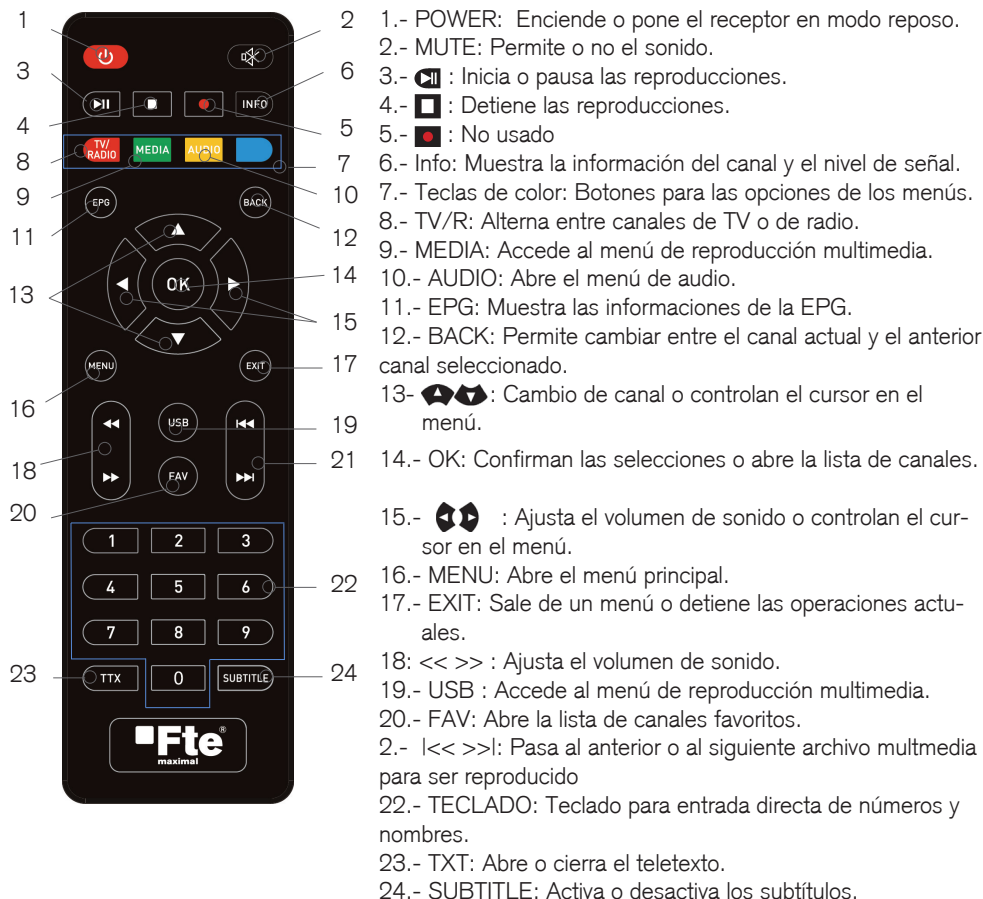 1
2
3
6
4
5
8
7
9
10
11
12
13
14
15
17
16
19
18
21
20
22
23
24
INFO
TV/
RADIO
MEDIA
AUDIO
EPG
BACK
OK
MENU
EXIT
USB
FAV
1 2 3
4 5 6
7 8 9
TTX 0 SUBTITLE
Fte®
maximal
1.- POWER: Enciende o pone el receptor en modo reposo.
2.- MUTE: Permite o no el sonido.
3.- : Inicia o pausa las reproducciones.
4.- : Detiene las reproducciones.
5.- : No usado
6.- Info: Muestra la información del canal y el nivel de señal.
7.- Teclas de color: Botones para las opciones de los menús.
8.- TV/R: Alterna entre canales de TV o de radio.
9.- MEDIA: Accede al menú de reproducción multimedia.
10.- AUDIO: Abre el menú de audio.
11.- EPG: Muestra las informaciones de la EPG.
12.- BACK: Permite cambiar entre el canal actual y el anterior
canal seleccionado.
13- : Cambio de canal o controlan el cursor en el
menú.
14.- OK: Confirman las selecciones o abre la lista de canales.
15.- : Ajusta el volumen de sonido o controlan el cur-
sor en el menú.
16.- MENU: Abre el menú principal.
17.- EXIT: Sale de un menú o detiene las operaciones actu-
ales.
18: << >> : Ajusta el volumen de sonido.
19.- USB : Accede al menú de reproducción multimedia.
20.- FAV: Abre la lista de canales favoritos.
2.- |<< >>|: Pasa al anterior o al siguiente archivo multmedia
para ser reproducido
22.- TECLADO: Teclado para entrada directa de números y
nombres.
23.- TXT: Abre o cierra el teletexto.
24.- SUBTITLE: Activa o desactiva los subtítulos.